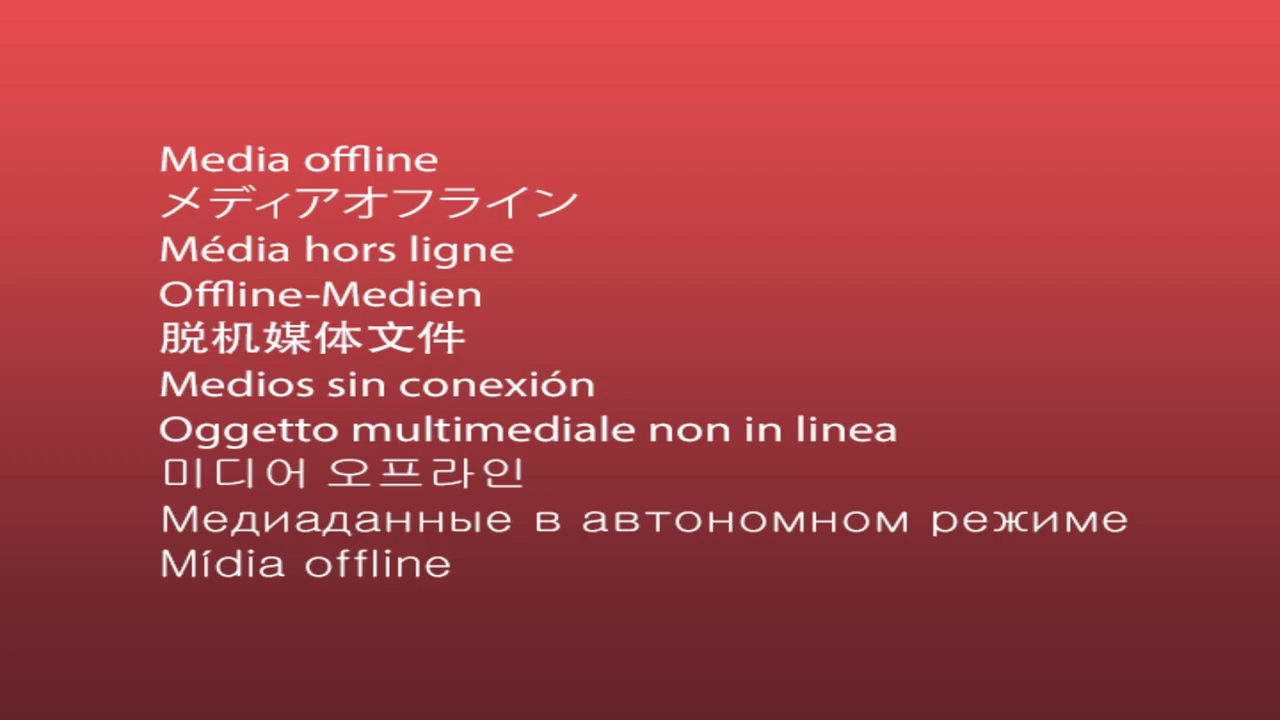 Media offline
メディアオフライン
Média hors ligne
Offline-Medien
脱机媒体文件
Medios sin conexión
Oggetto multimediale non in linea
미디어 오프라인
Медиаданные в автономном режиме
Mídia offline